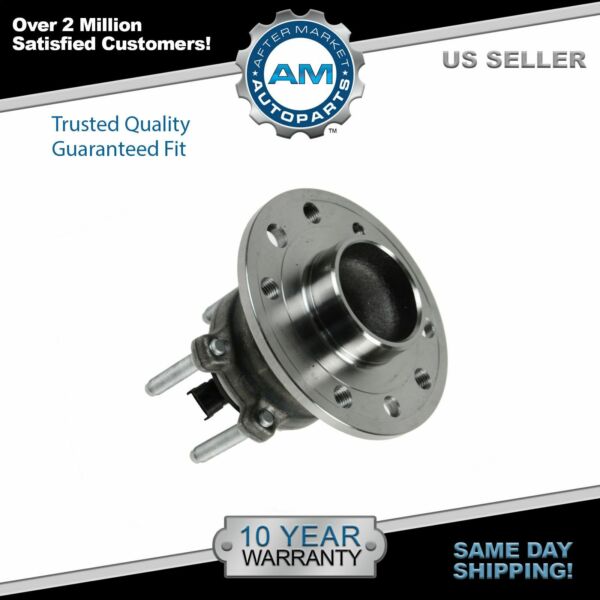 Over 2 Million
Satisfied Customers!
AFTER MARKET
AM
AUTOPARTS
™
US SELLER
Trusted Quality
Guaranteed Fit
10 YEAR
WARRANTY
SAME DAY
SHIPPING!